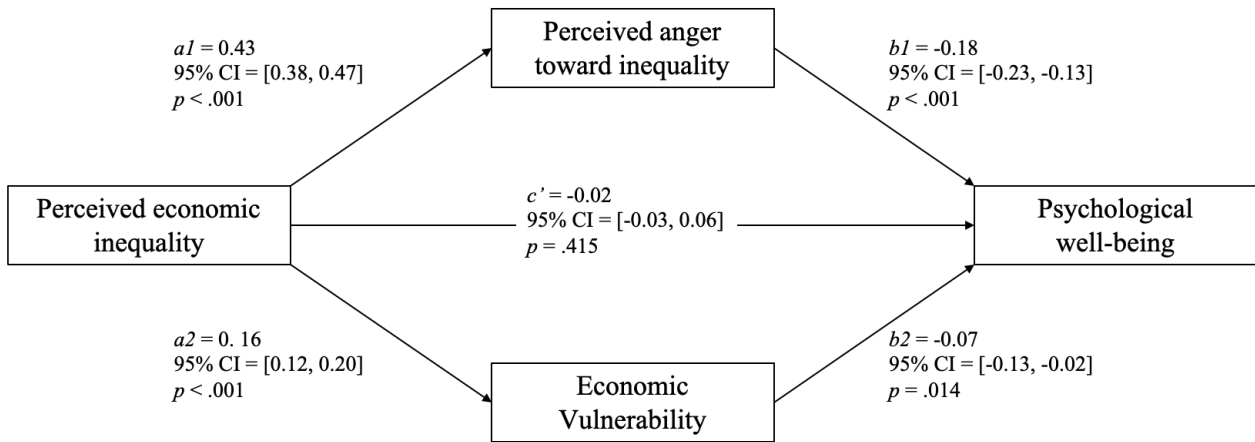 a1 = 0.43
95% CI = [0.38, 0.47]
p < .001
Perceived anger
toward inequality
b1 = -0.18
95% CI = [-0.23, -0.13]
p < .001
Perceived economic
inequality
c’ = -0.02
95% CI = [-0.03, 0.06]
p = .415
Psychological
well-being
a2 = 0. 16
95% CI = [0.12, 0.20]
p < .001
Economic
Vulnerability
b2 = -0.07
95% CI = [-0.13, -0.02]
p = .014